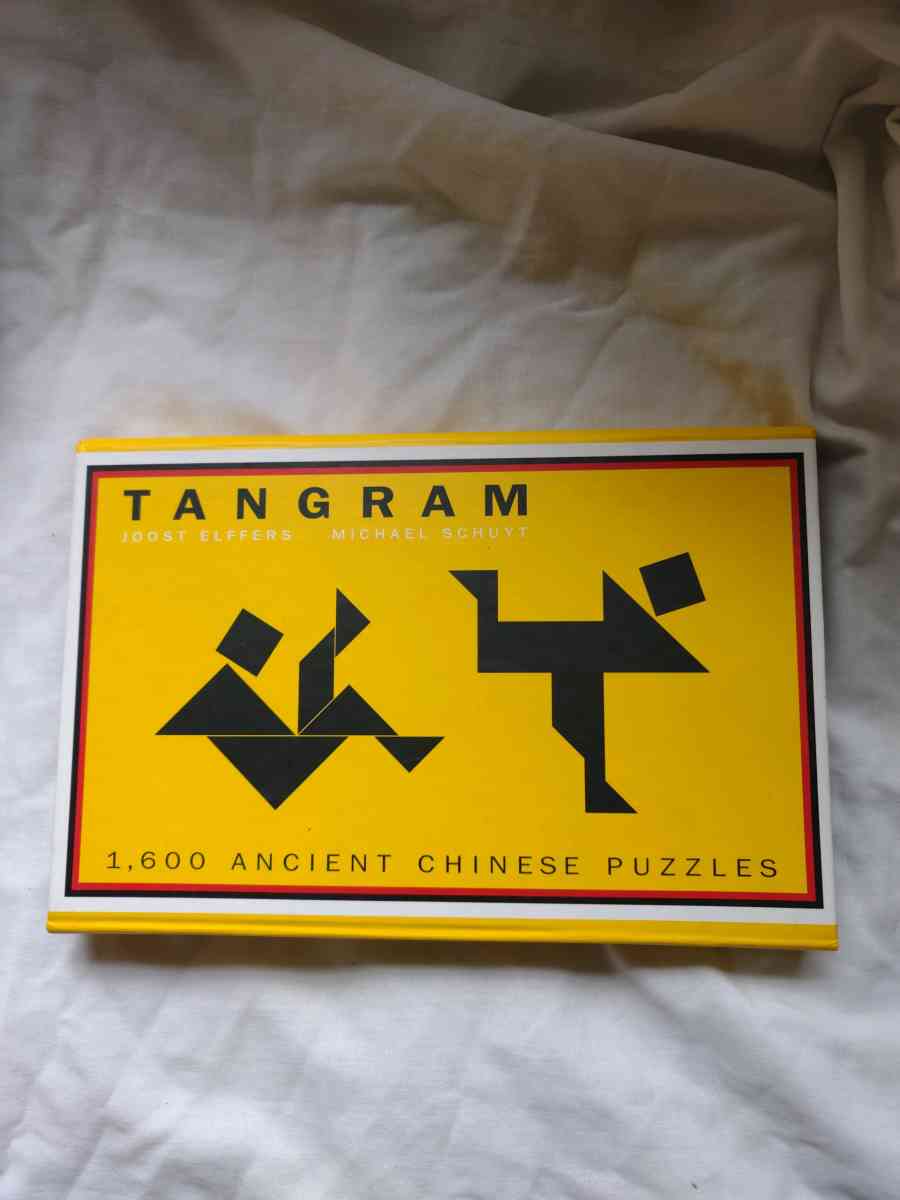 TANGRAM
JOOST ELFFERS MICHAEL SCHUYT
1,600 ANCIENT CHINESE PUZZLES